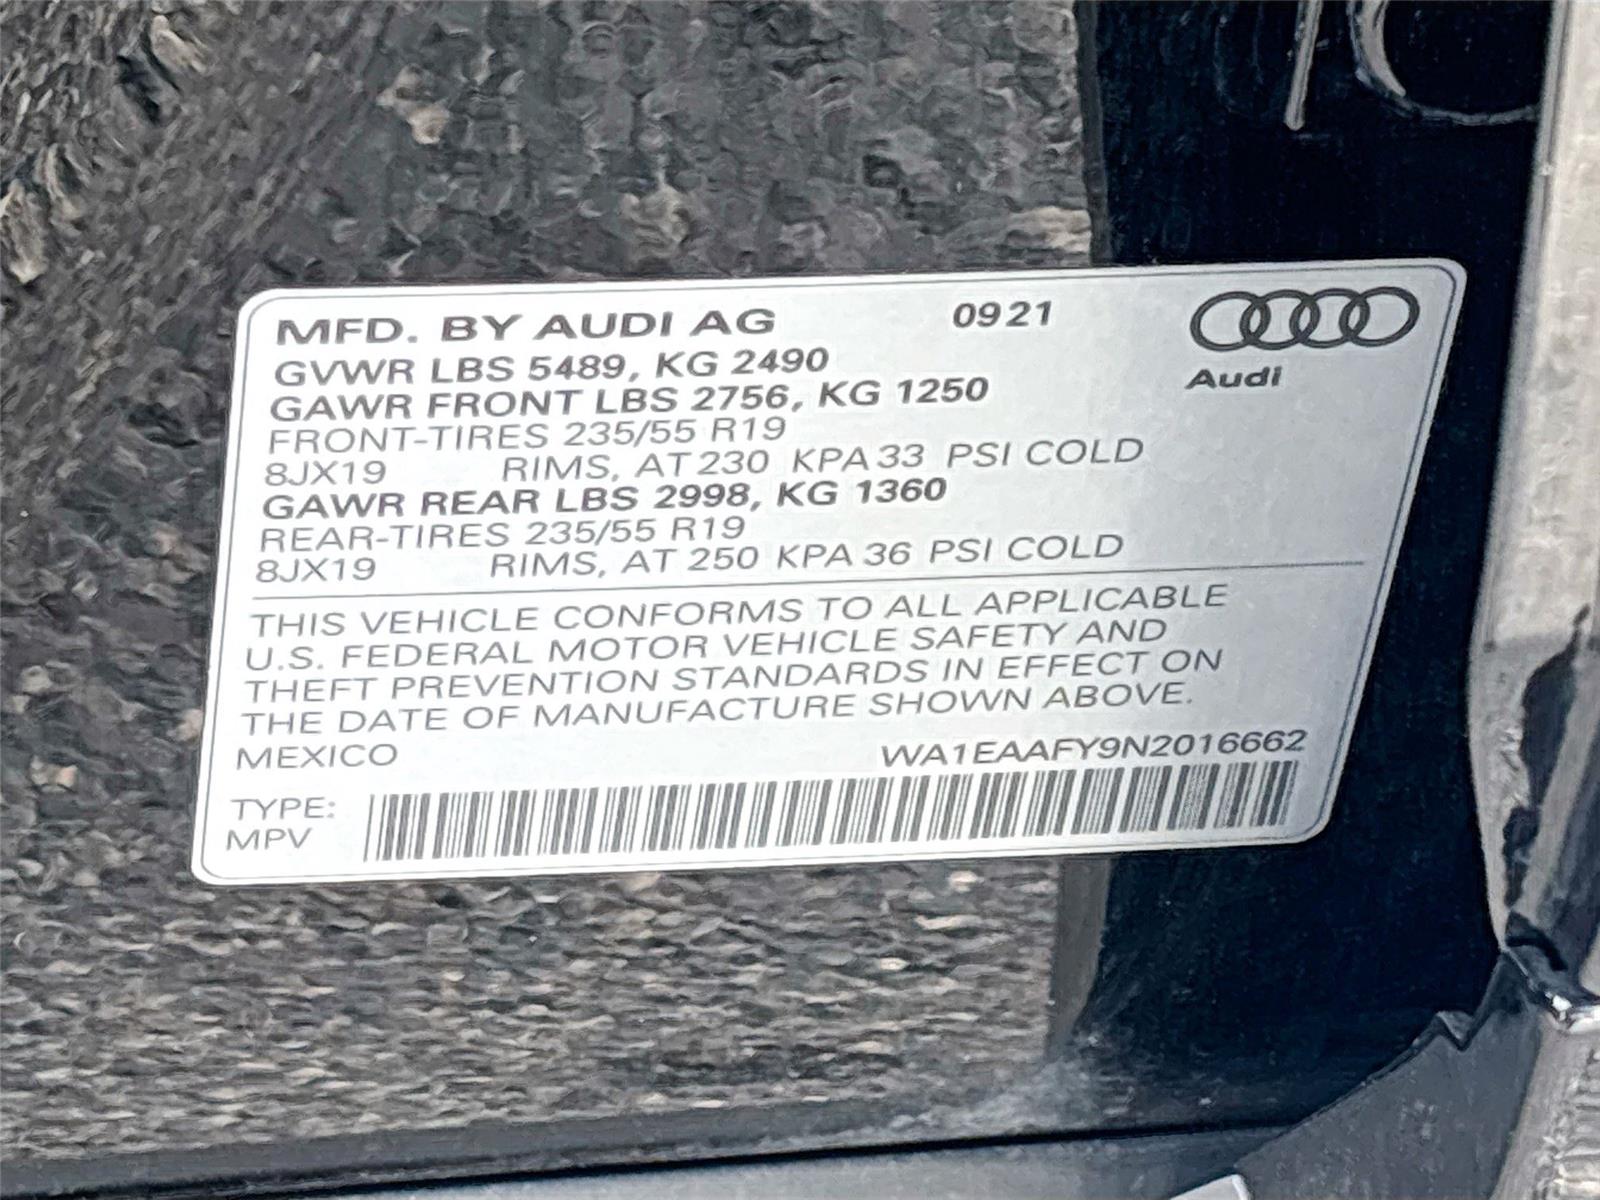 MFD. BY AUDI AG 0921
Audi
GVWR LBS 5489, KG 2490
GAWR FRONT LBS 2756, KG 1250
FRONT-TIRES 235/55 R19
8JX19 RIMS, AT 230 KPA 33 PSI COLD
GAWR REAR LBS 2998, KG 1360
REAR-TIRES 235/55 R19
8JX19 RIMS, AT 250 KPA 36 PSI COLD
THIS VEHICLE CONFORMS TO ALL APPLICABLE
U.S. FEDERAL MOTOR VEHICLE SAFETY AND
THEFT PREVENTION STANDARDS IN EFFECT ON
THE DATE OF MANUFACTURE SHOWN ABOVE.
MEXICO WA1EAAFY9N2016662
TYPE:
MPV